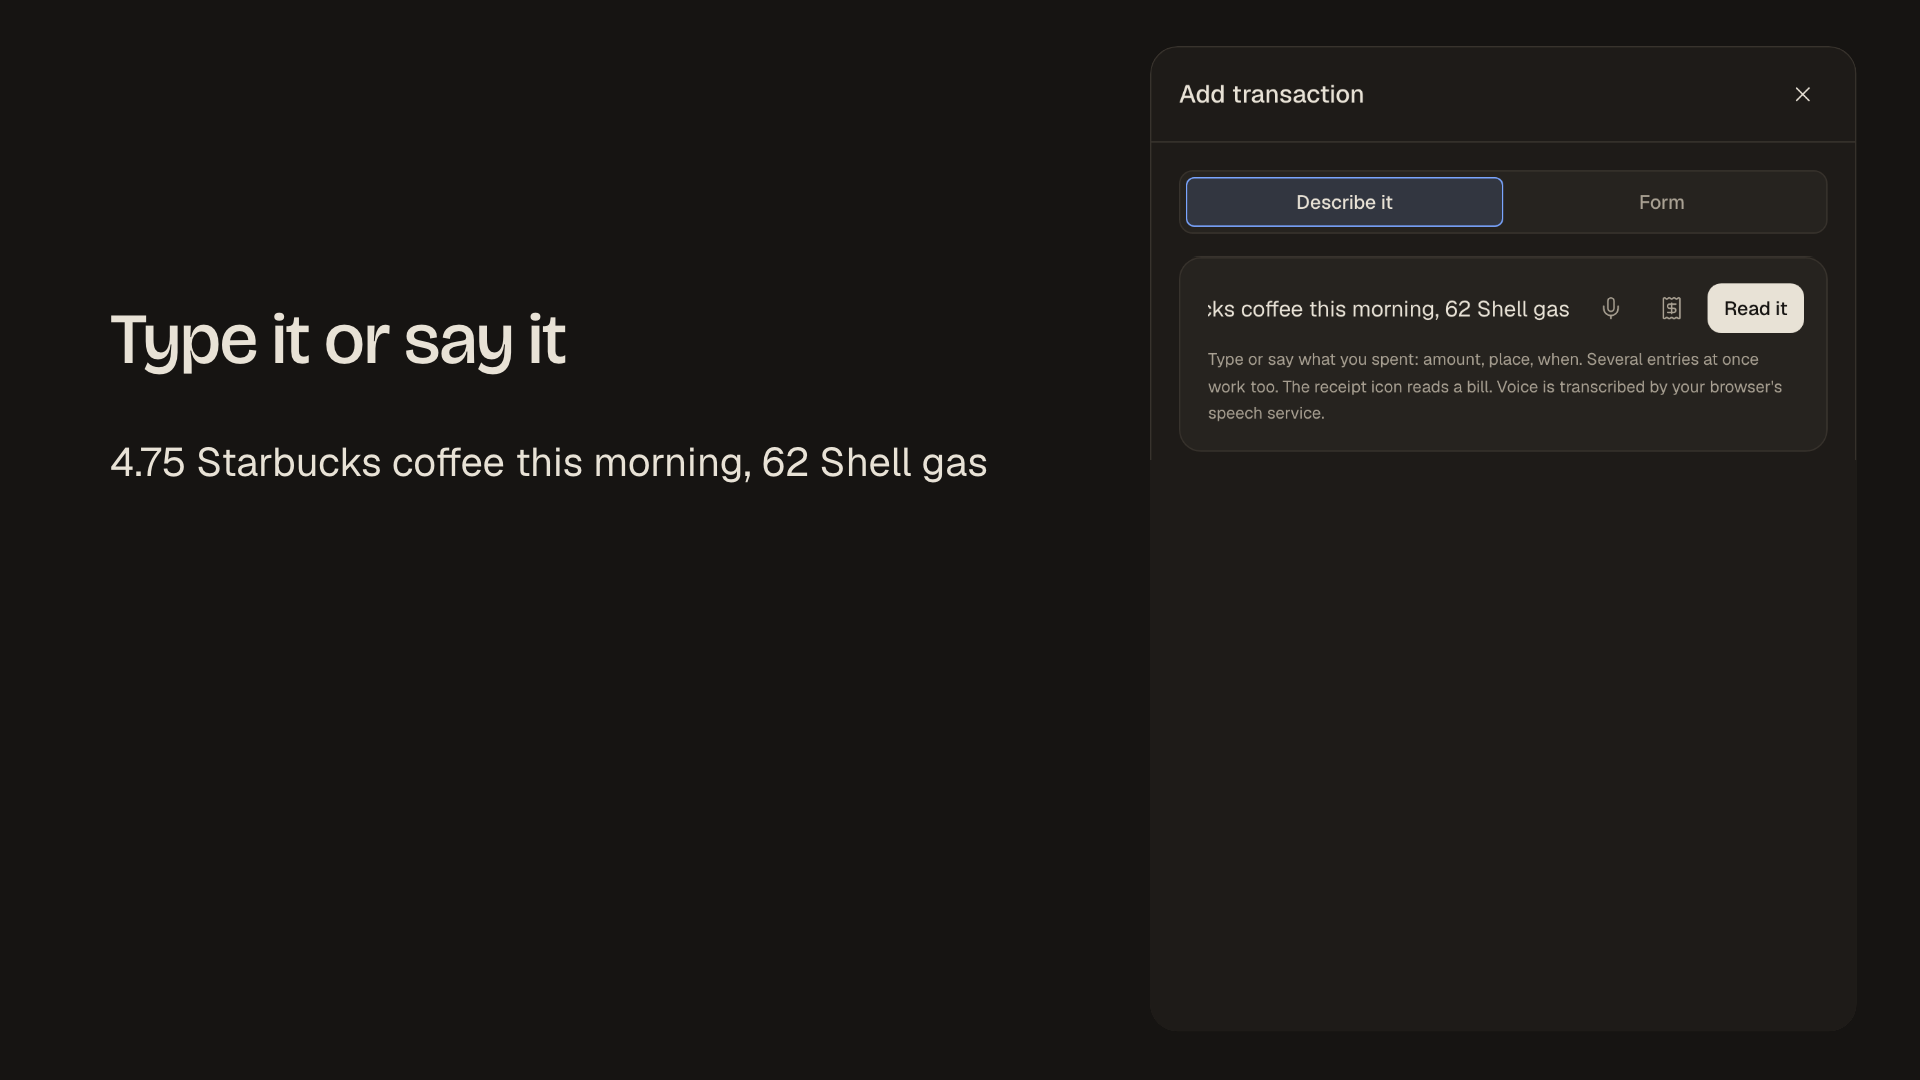 Type it or say it
4.75 Starbucks coffee this morning, 62 Shell gas
Add transaction
Describe it
Form
ks coffee this morning, 62 Shell gas
Read it
Type or say what you spent: amount, place, when. Several entries at once
work too. The receipt icon reads a bill. Voice is transcribed by your browser's
speech service.